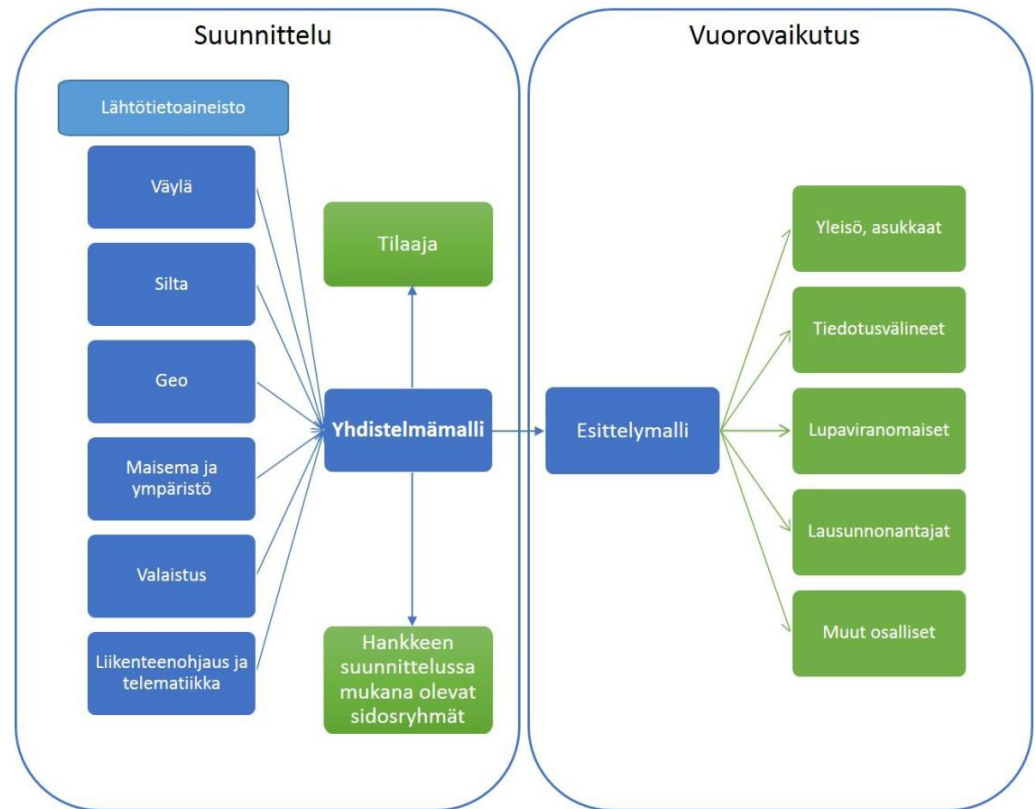 Suunnittelu
Lähtötietoaineisto
Väylä
Silta
Geo
Maisema ja
ympäristö
Valaistus
Liikenteenohjaus ja
telematiikka
Tilaaja
Yhdistelmämalli
Hankkeen
suunnittelussa
mukana olevat
sidosryhmät
Vuorovaikutus
Esittelymalli
Yleisö, asukkaat
Tiedotusvälineet
Lupaviranomaiset
Lausunnonantajat
Muut osalliset